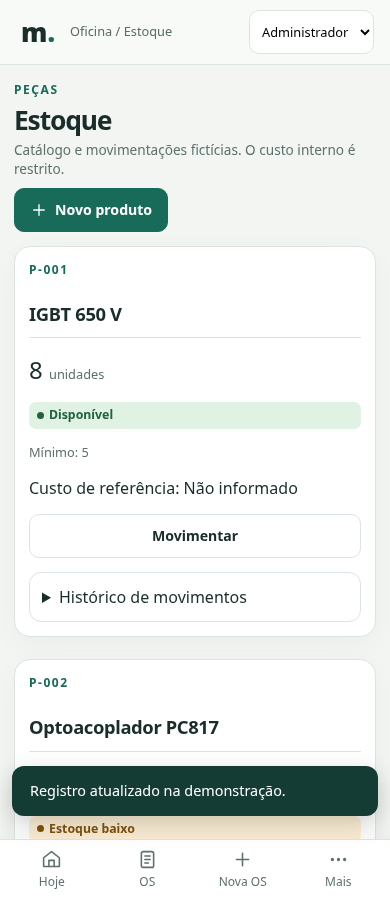 m. Oficina / Estoque Administrador
PEÇAS
Estoque
Catálogo e movimentações fictícias. O custo interno é
restrito.
Novo produto
P-001
IGBT 650 V
8 unidades
Disponível
Mínimo: 5
Custo de referência: Não informado
Movimentar
Histórico de movimentos
P-002
Optoacoplador PC817
Registro atualizado na demonstração.
Estoque baixo
Hoje OS Nova OS Mais